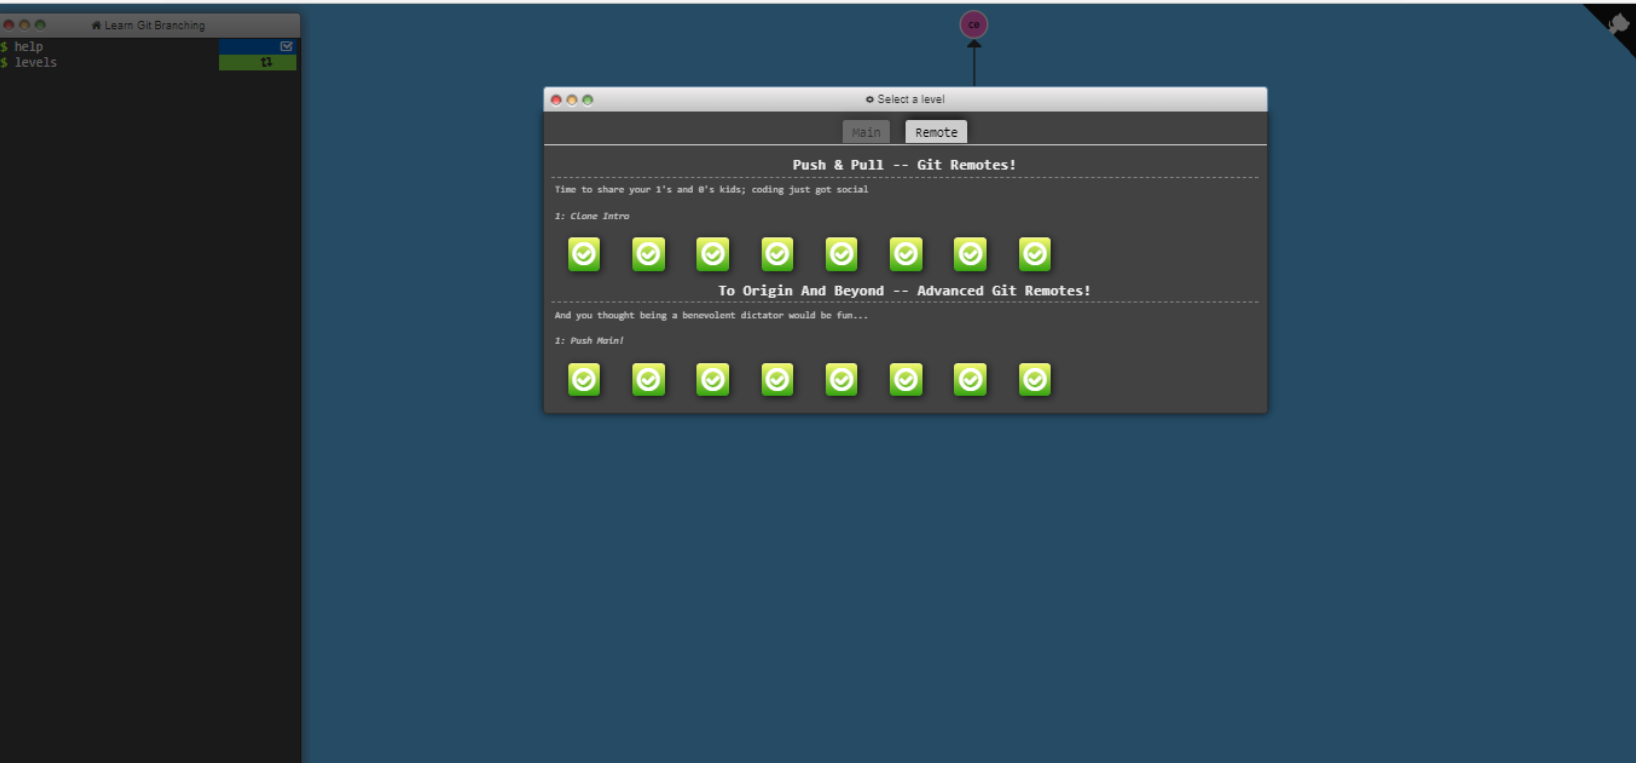 Learn Git Branching
$ help
$ levels
ce
Select a level
Main
Remote
Push & Pull -- Git Remotes!
Time to share your 1's and 0's kids; coding just got social
1: Clone Intro
To Origin And Beyond -- Advanced Git Remotes!
And you thought being a benevolent dictator would be fun...
1: Push Main!